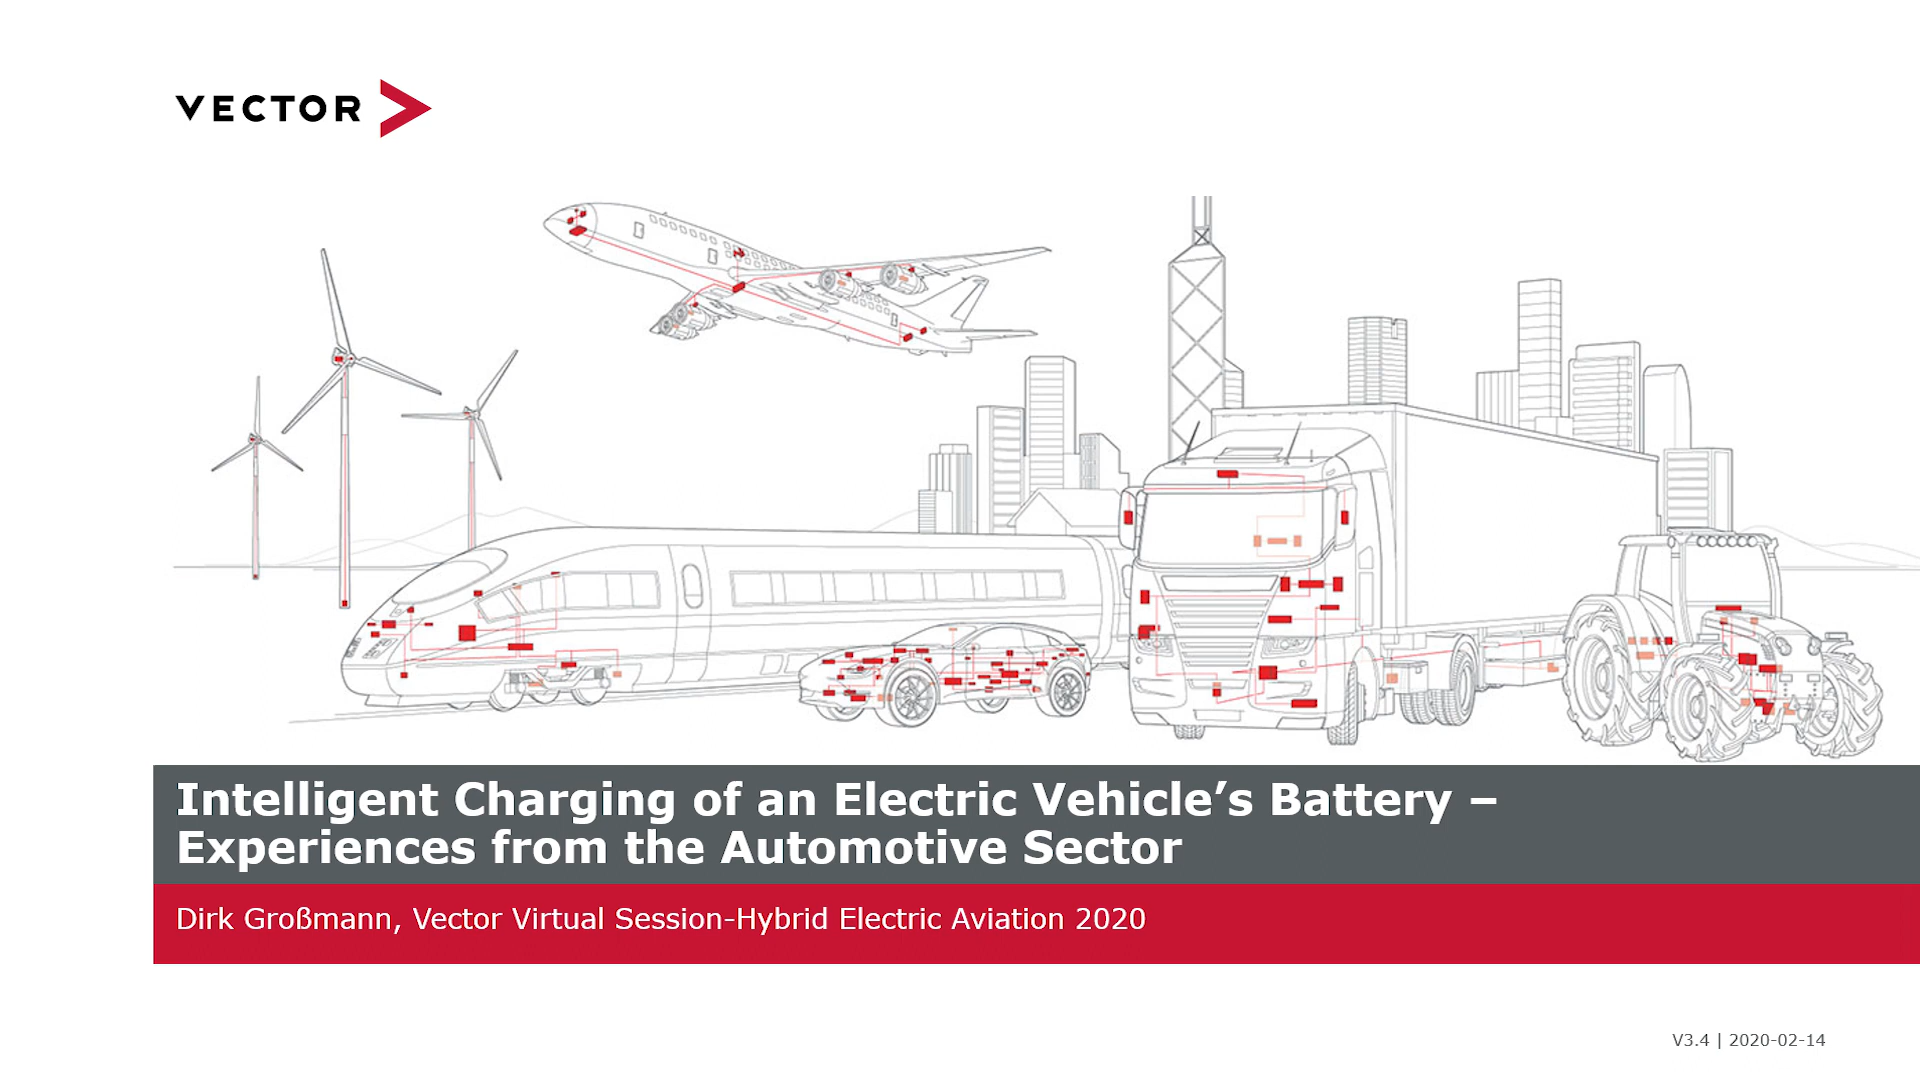 VECTOR
Intelligent Charging of an Electric Vehicle’s Battery –
Experiences from the Automotive Sector
Dirk Großmann, Vector Virtual Session-Hybrid Electric Aviation 2020
V3.4 | 2020-02-14